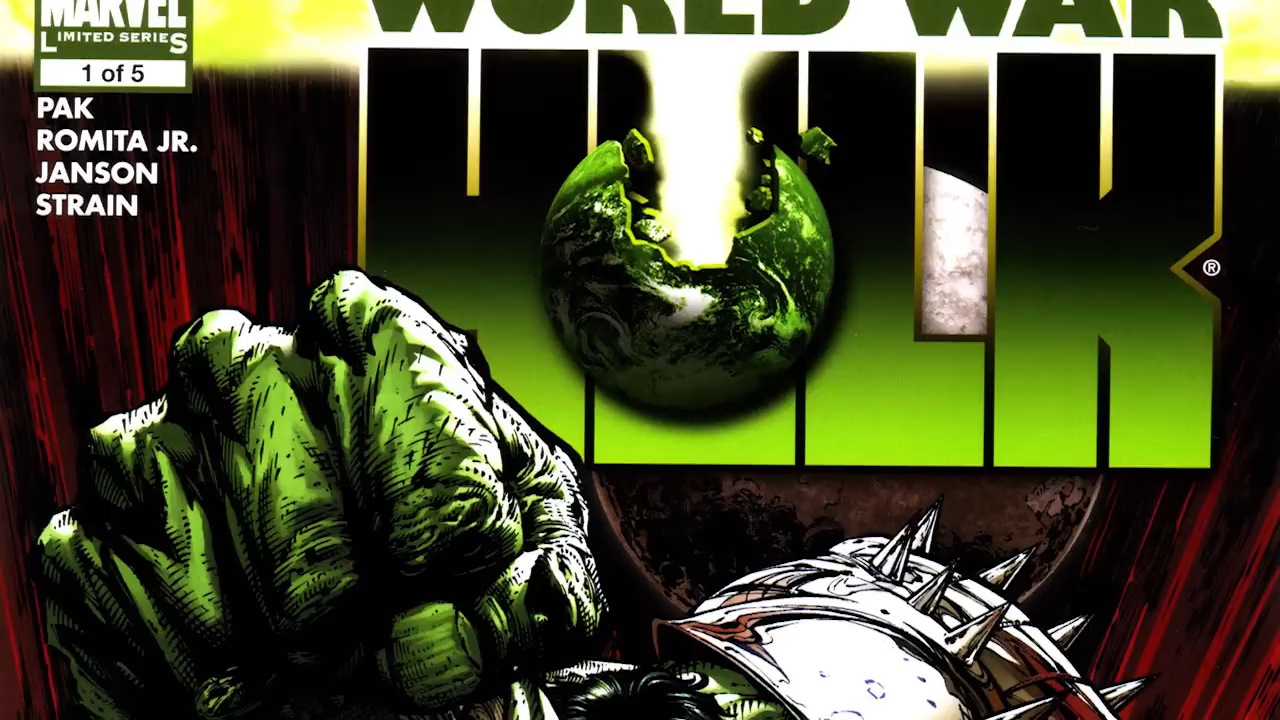 MARVEL
LIMITED SERIES
1 of 5
PAK
ROMITA JR.
JANSON
STRAIN
WORLD WAR
HULK
®